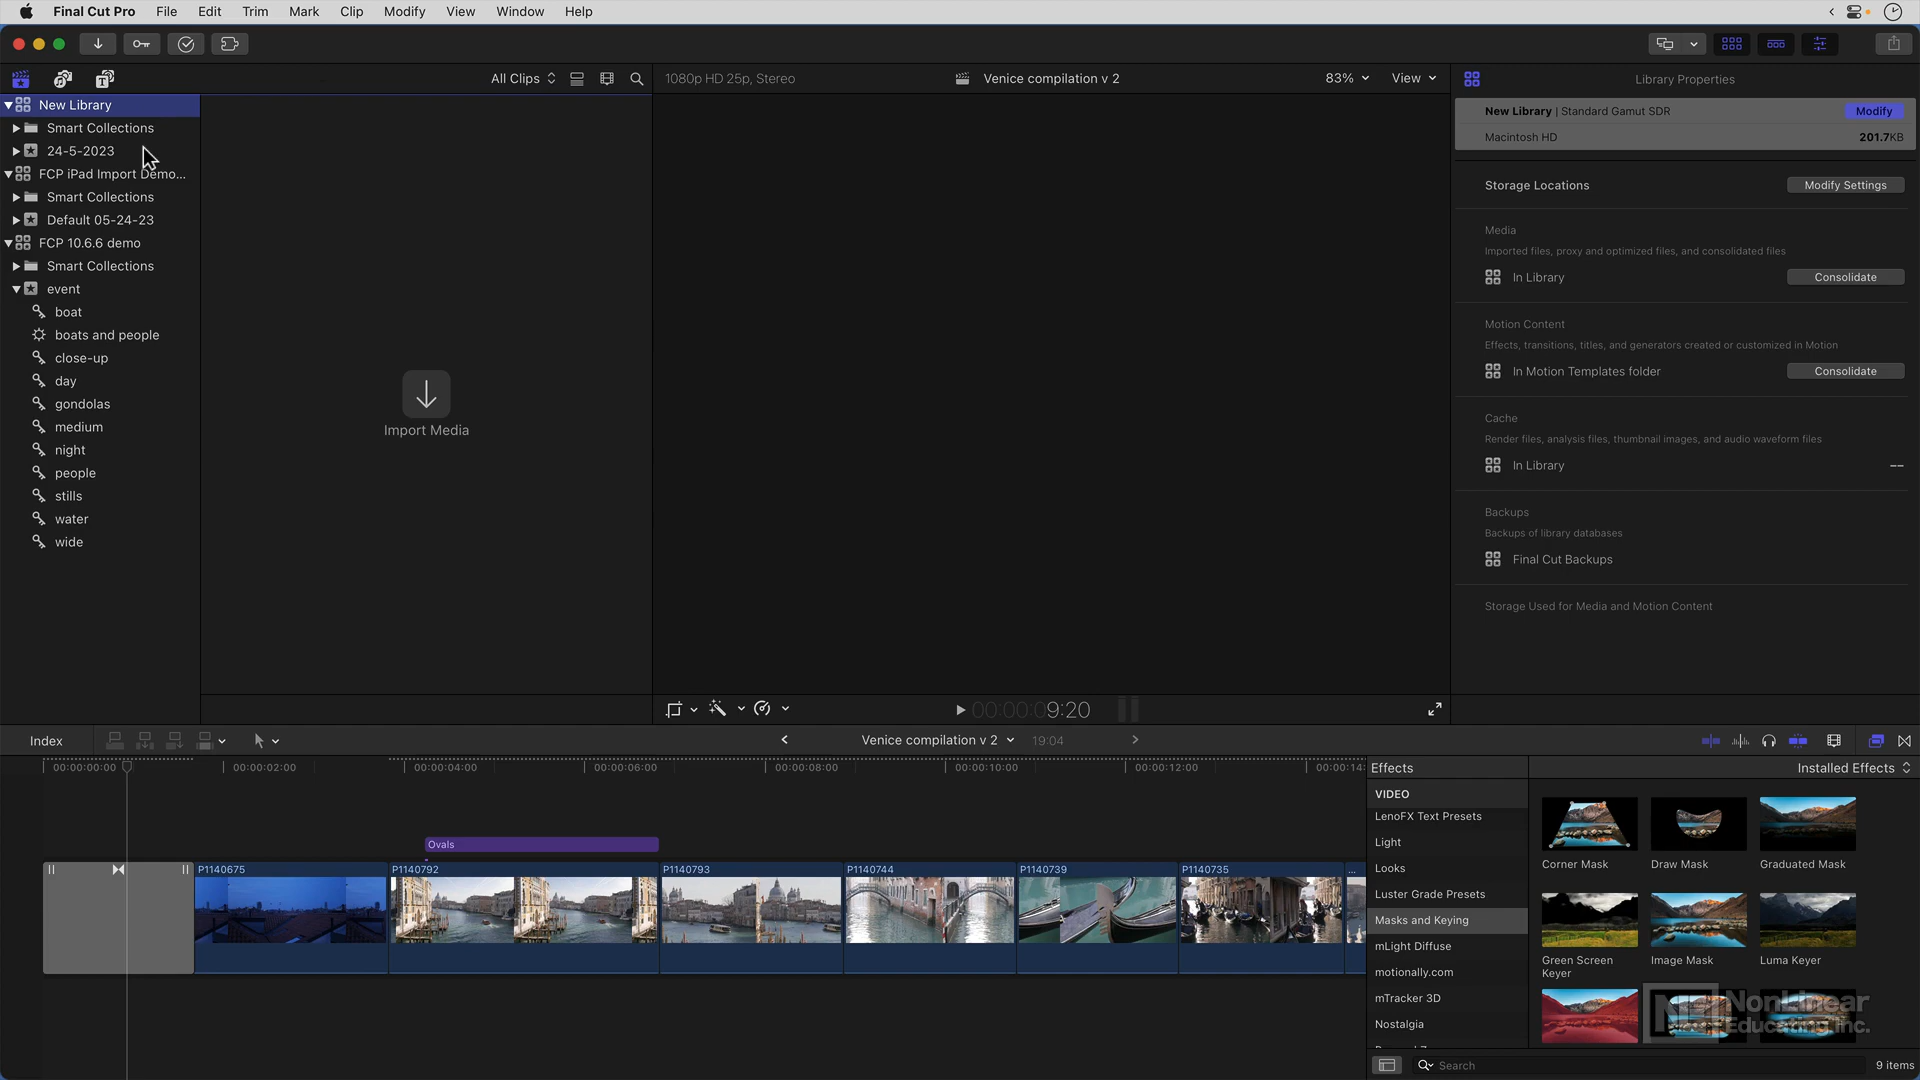 Final Cut Pro File Edit Trim Mark Clip Modify View Window Help
All Clips
1080p HD 25p, Stereo
Venice compilation v 2
83%
View
Library Properties
New Library
Smart Collections
24-5-2023
FCP iPad Import Demo...
Smart Collections
Default 05-24-23
FCP 10.6.6 demo
Smart Collections
event
boat
boats and people
close-up
day
gondolas
medium
night
people
stills
water
wide
Import Media
New Library | Standard Gamut SDR
Modify
Macintosh HD
201.7KB
Storage Locations
Modify Settings
Media
Imported files, proxy and optimized files, and consolidated files
In Library
Consolidate
Motion Content
Effects, transitions, titles, and generators created or customized in Motion
In Motion Templates folder
Consolidate
Cache
Render files, analysis files, thumbnail images, and audio waveform files
In Library
--
Backups
Backups of library databases
Final Cut Backups
Storage Used for Media and Motion Content
00:00:09:20
Index
Venice compilation v 2
19:04
00:00:00:00
00:00:02:00
00:00:04:00
00:00:06:00
00:00:08:00
00:00:10:00
00:00:12:00
00:00:14:
Ovals
P1140675
P1140792
P1140793
P1140744
P1140739
P1140735
...
Effects
Installed Effects
VIDEO
LenoFX Text Presets
Light
Looks
Luster Grade Presets
Masks and Keying
mLight Diffuse
motionally.com
mTracker 3D
Nostalgia
Corner Mask
Draw Mask
Graduated Mask
Green Screen
Keyer
Image Mask
Luma Keyer
NonLinear
Educating Inc.
Search
9 items